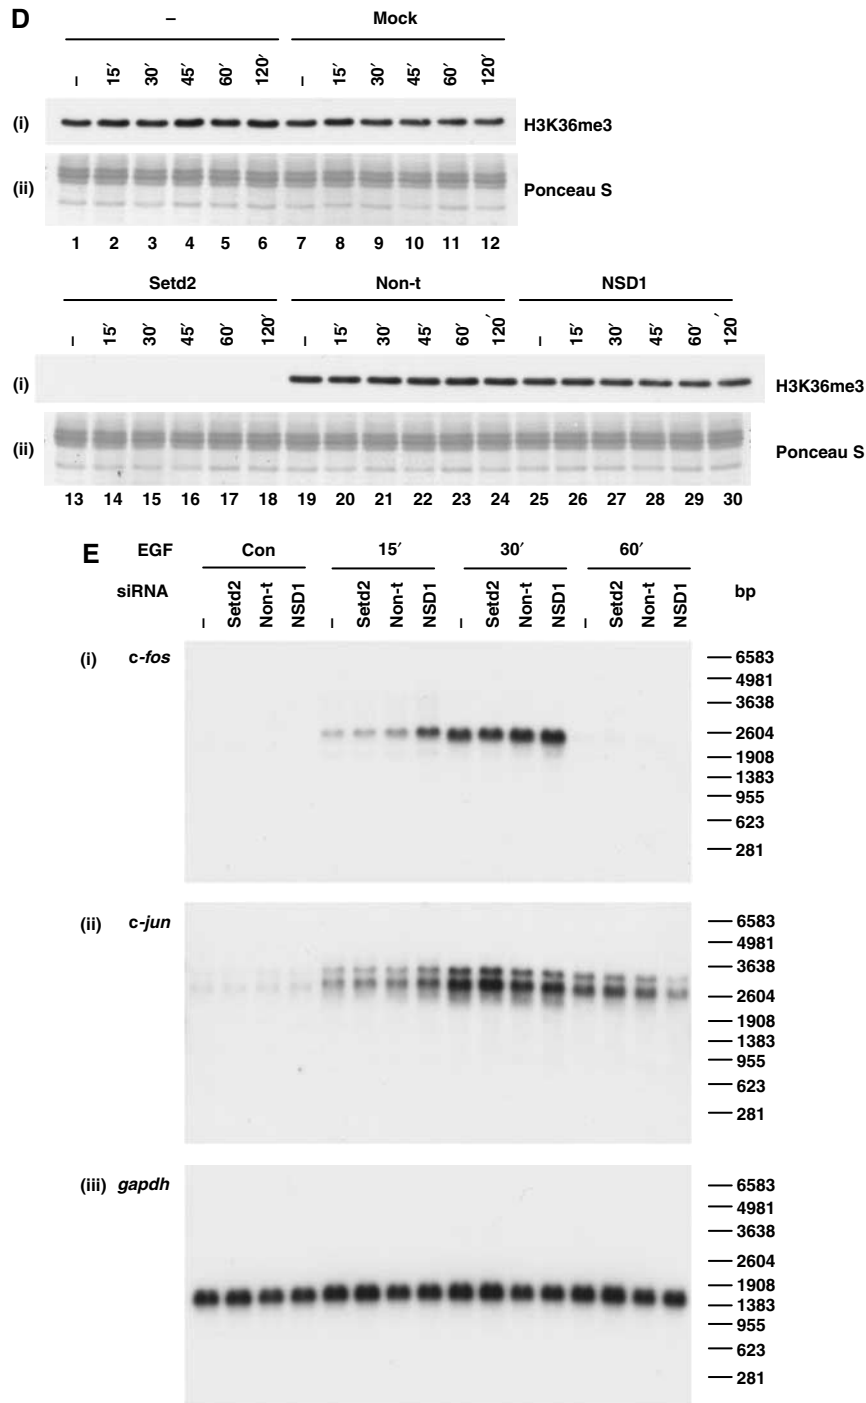 D
– Mock
– 15′ 30′ 45′ 60′ 120′ – 15′ 30′ 45′ 60′ 120′
(i) H3K36me3
(ii) Ponceau S
1 2 3 4 5 6 7 8 9 10 11 12
Setd2 Non-t NSD1
– 15′ 30′ 45′ 60′ 120′ – 15′ 30′ 45′ 60′ 120′ – 15′ 30′ 45′ 60′ 120′
(i) H3K36me3
(ii) Ponceau S
13 14 15 16 17 18 19 20 21 22 23 24 25 26 27 28 29 30
E EGF Con 15′ 30′ 60′
siRNA – Setd2 Non-t NSD1 – Setd2 Non-t NSD1 – Setd2 Non-t NSD1 – Setd2 Non-t NSD1 bp
(i) c-fos
6583
4981
3638
2604
1908
1383
955
623
281
(ii) c-jun
6583
4981
3638
2604
1908
1383
955
623
281
(iii) gapdh
6583
4981
3638
2604
1908
1383
955
623
281